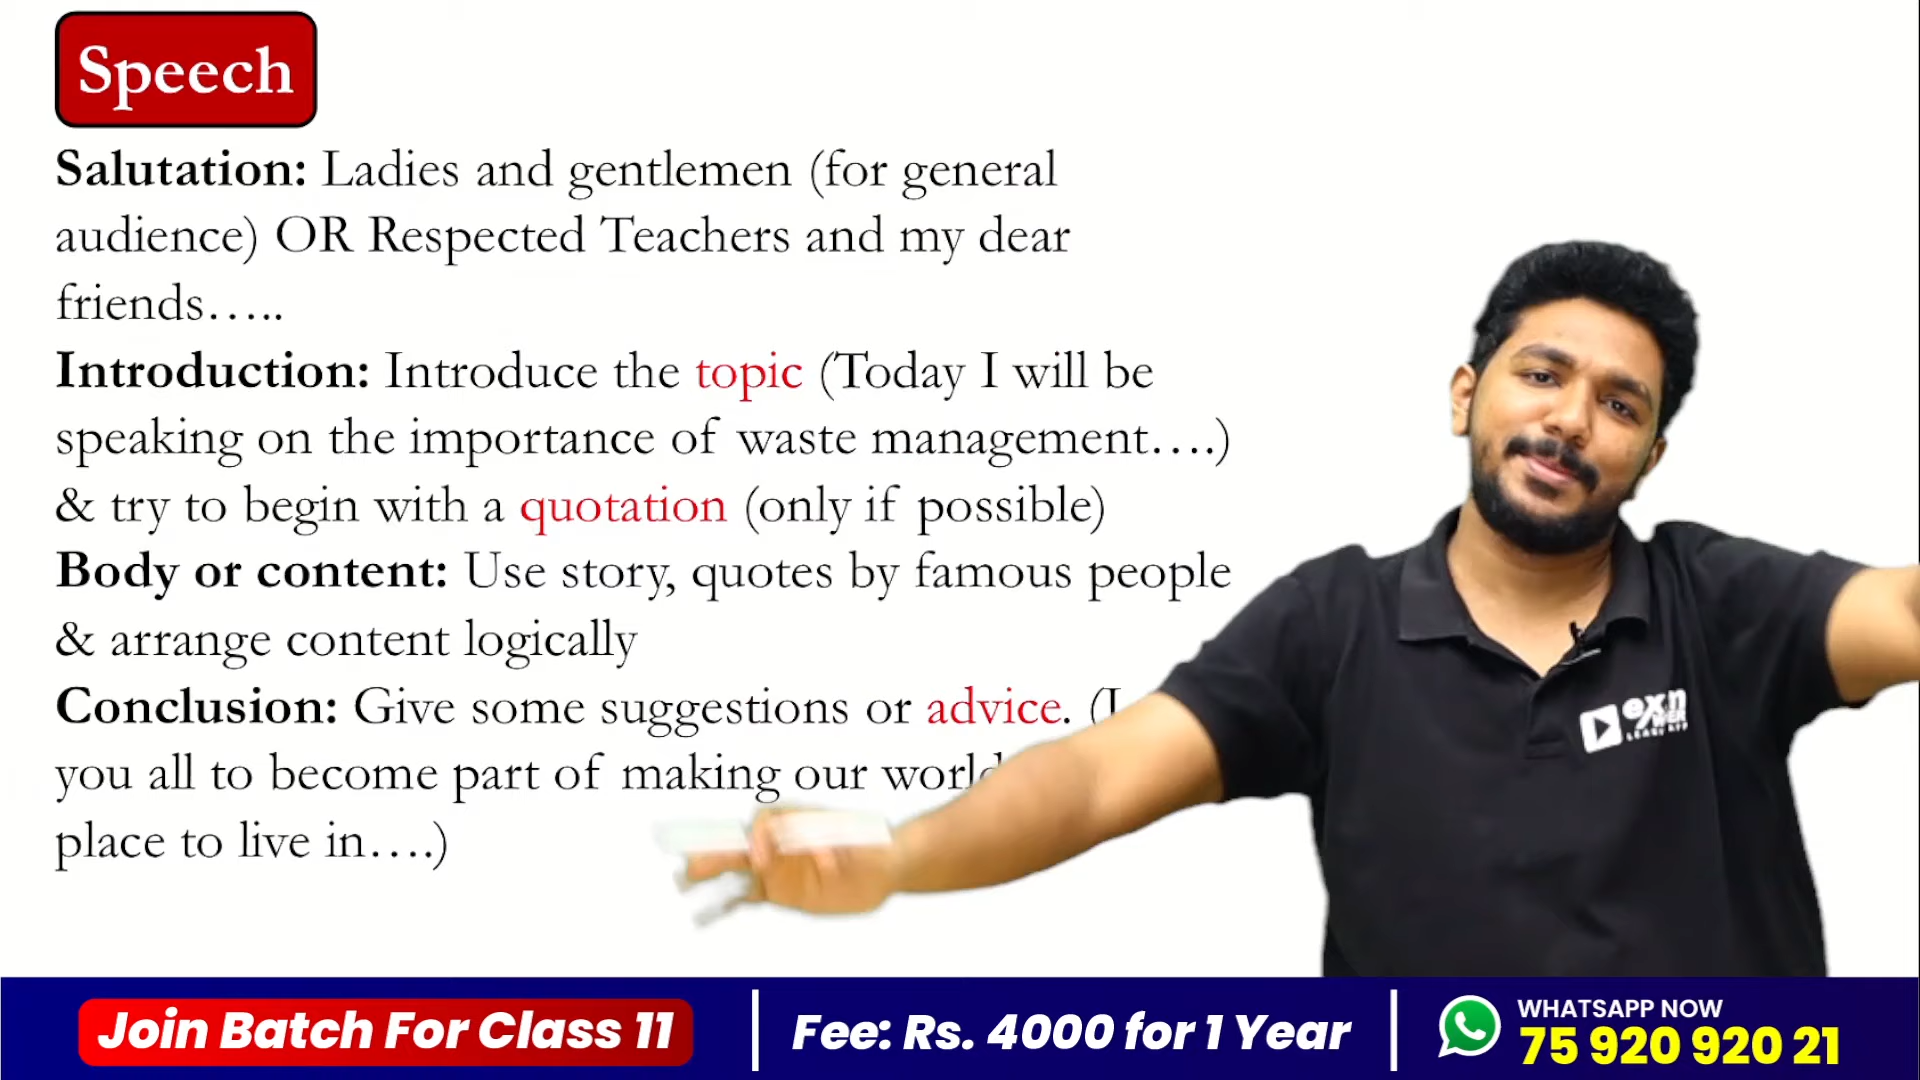 Speech
Salutation: Ladies and gentlemen (for general
audience) OR Respected Teachers and my dear
friends…..
Introduction: Introduce the topic (Today I will be
speaking on the importance of waste management….)
& try to begin with a quotation (only if possible)
Body or content: Use story, quotes by famous people
& arrange content logically
Conclusion: Give some suggestions or advice. (I
you all to become part of making our world
place to live in….)
Join Batch For Class 11
Fee: Rs. 4000 for 1 Year
WHATSAPP NOW
75 920 920 21